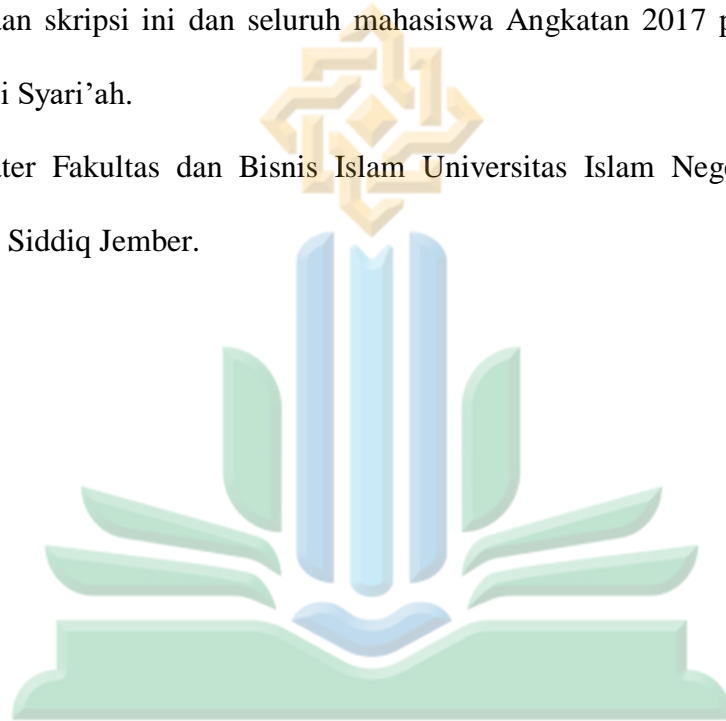 an skripsi ini dan seluruh mahasiswa Angkatan 2017 p
i Syari’ah.
ter Fakultas dan Bisnis Islam Universitas Islam Nege
Siddiq Jember.